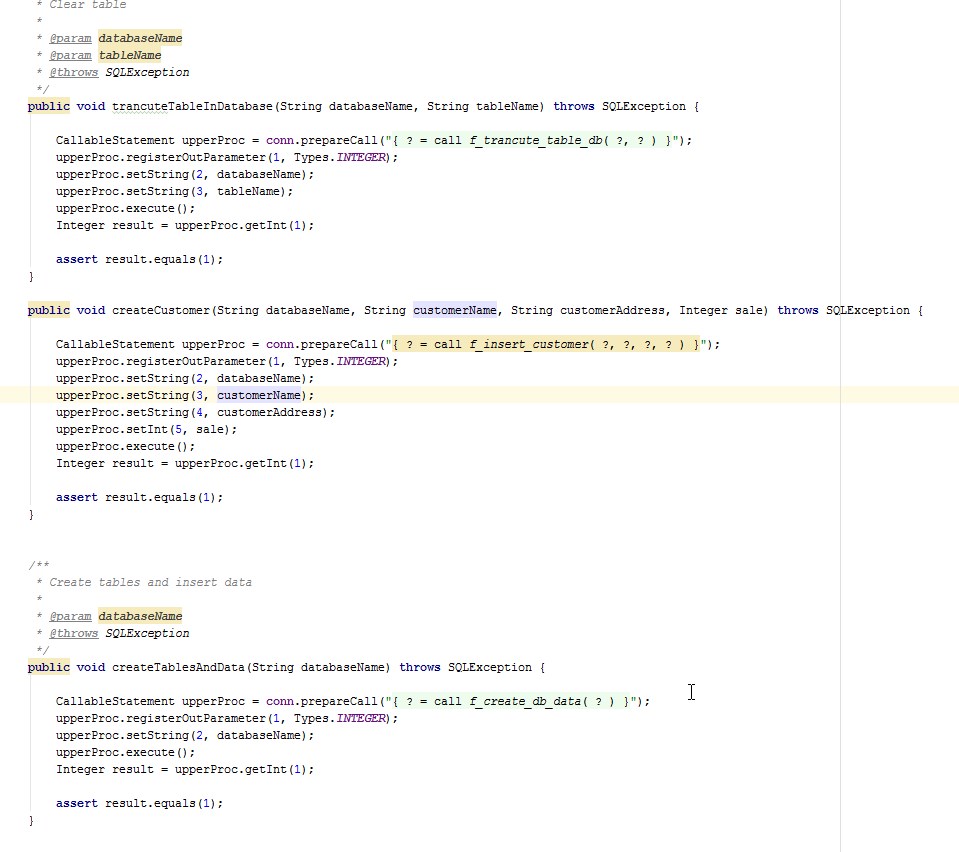 * Clear table
*
* @param databaseName
* @param tableName
* @throws SQLException
*/
public void trancuteTableInDatabase(String databaseName, String tableName) throws SQLException {
CallableStatement upperProc = conn.prepareCall("{ ? = call f_trancute_table_db( ?, ? ) }");
upperProc.registerOutParameter(1, Types.INTEGER);
upperProc.setString(2, databaseName);
upperProc.setString(3, tableName);
upperProc.execute();
Integer result = upperProc.getInt(1);
assert result.equals(1);
}
public void createCustomer(String databaseName, String customerName, String customerAddress, Integer sale) throws SQLException {
CallableStatement upperProc = conn.prepareCall("{ ? = call f_insert_customer( ?, ?, ?, ? ) }");
upperProc.registerOutParameter(1, Types.INTEGER);
upperProc.setString(2, databaseName);
upperProc.setString(3, customerName);
upperProc.setString(4, customerAddress);
upperProc.setInt(5, sale);
upperProc.execute();
Integer result = upperProc.getInt(1);
assert result.equals(1);
}
/**
* Create tables and insert data
*
* @param databaseName
* @throws SQLException
*/
public void createTablesAndData(String databaseName) throws SQLException {
CallableStatement upperProc = conn.prepareCall("{ ? = call f_create_db_data( ? ) }");
upperProc.registerOutParameter(1, Types.INTEGER);
upperProc.setString(2, databaseName);
upperProc.execute();
Integer result = upperProc.getInt(1);
assert result.equals(1);
}